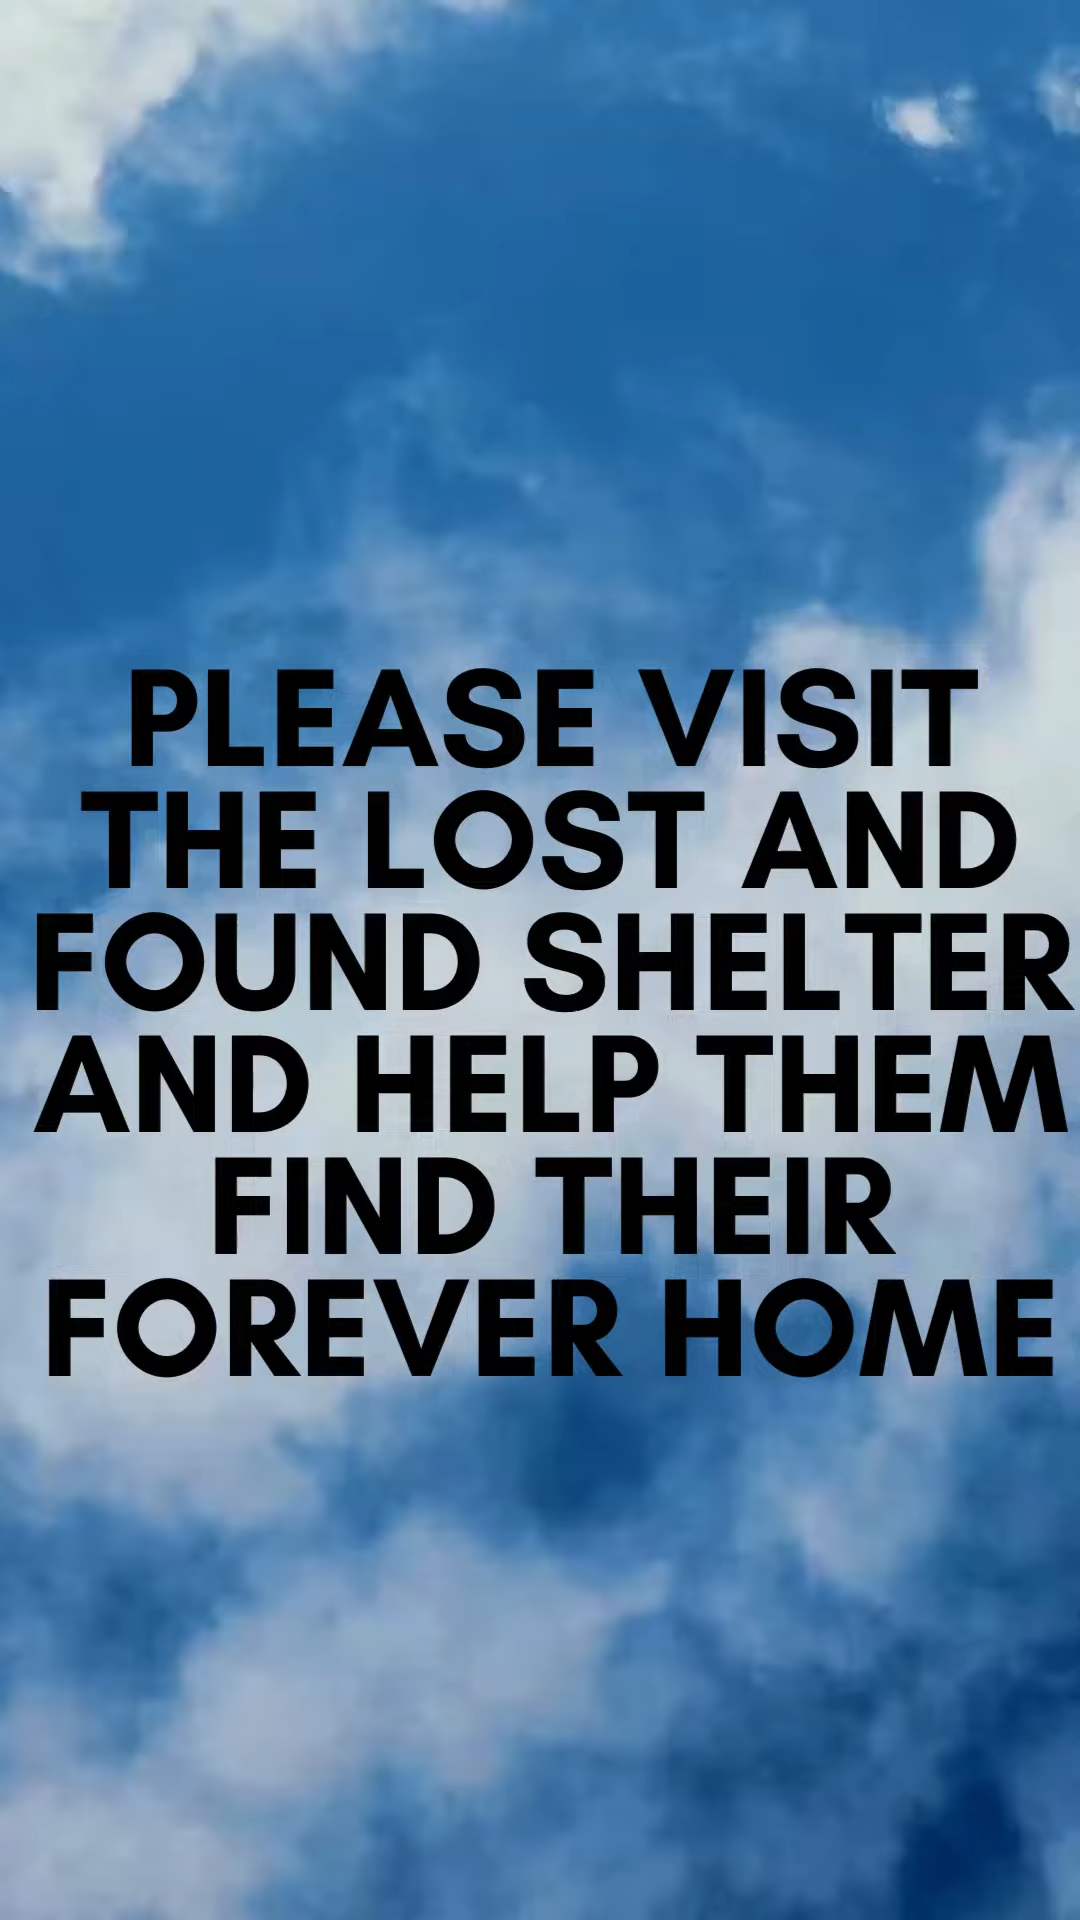 PLEASE VISIT
THE LOST AND
FOUND SHELTER
AND HELP THEM
FIND THEIR
FOREVER HOME